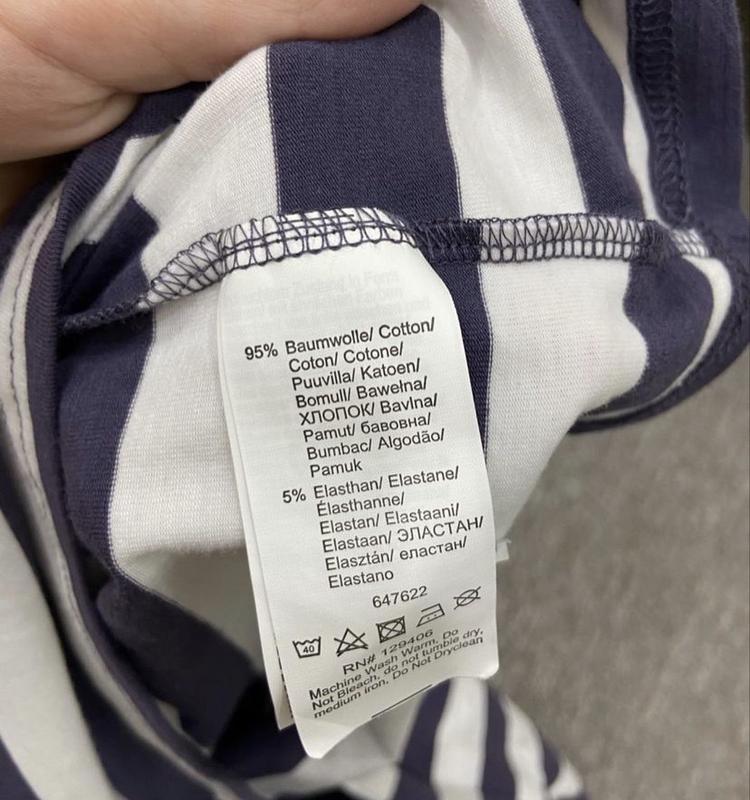 95% Baumwolle/ Cotton/
Coton/ Cotone/
Puuvilla/ Katoen/
Bomull/ Bawełna/
ХЛОПОК/ Bavlna/
Pamut/ бавовна/
Bumbac/ Algodão/
Pamuk
5% Elasthan/ Elastane/
Élasthanne/
Elastan/ Elastaani/
Elastaan/ ЭЛАСТАН/
Elasztán/ еластан/
Elastano
647622
40
RN# 129406
Machine Wash Warm, Do
Not Bleach, do not tumble dry,
medium iron, Do Not Dryclean